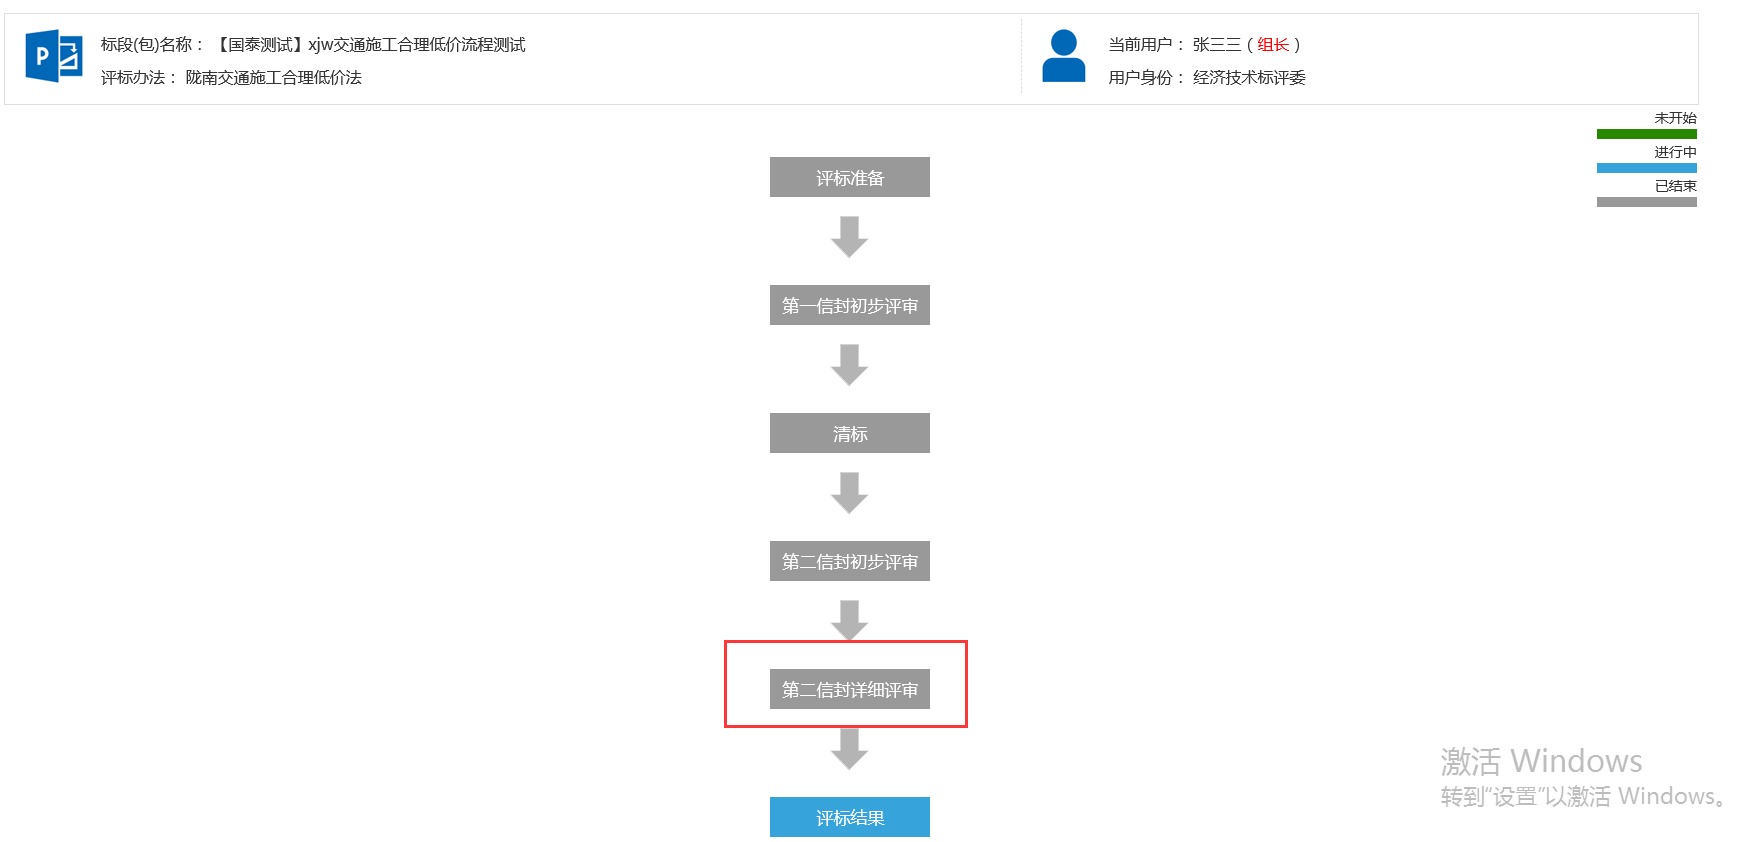 标段(包)名称： 【国泰测试】xjw交通施工合理低价流程测试
评标办法： 陇南交通施工合理低价法
当前用户： 张三三（组长）
用户身份： 经济技术标评委
未开始
进行中
已结束
评标准备
第一信封初步评审
清标
第二信封初步评审
第二信封详细评审
评标结果
激活 Windows
转到“设置”以激活 Windows。